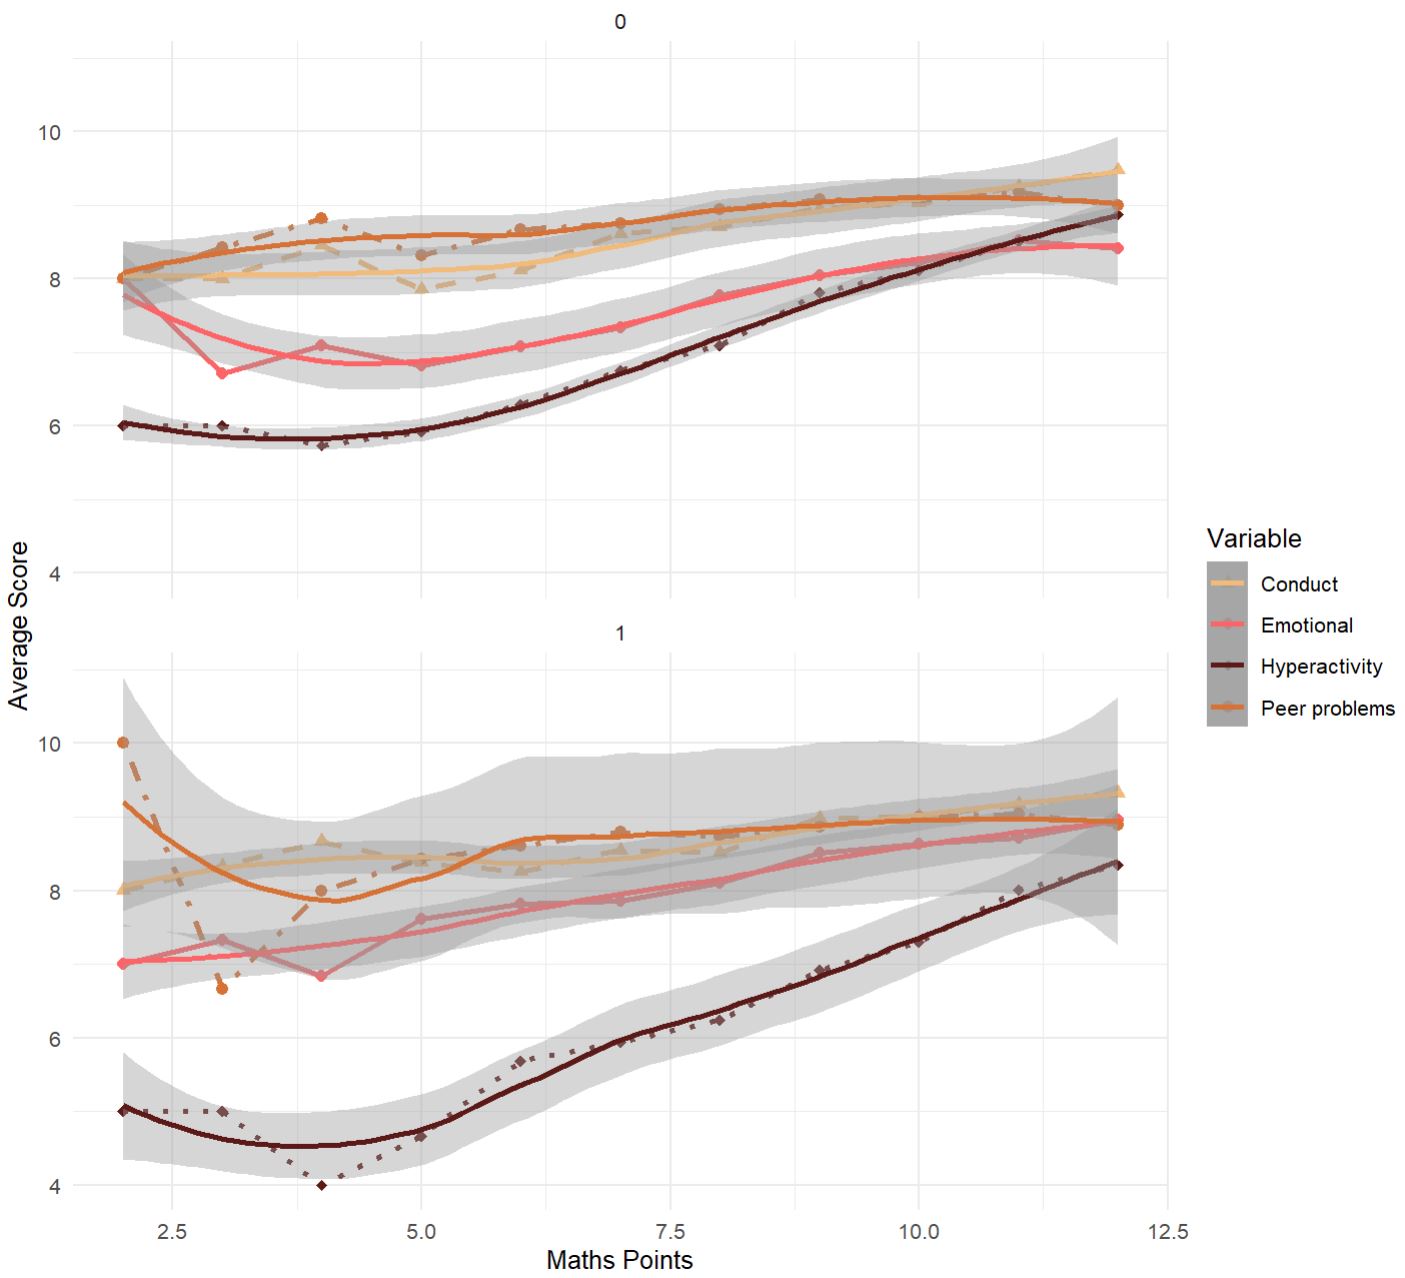 0
10
8
6
4
Average Score
1
10
8
6
4
2.5 5.0 7.5 10.0 12.5
Maths Points
Variable
Conduct
Emotional
Hyperactivity
Peer problems